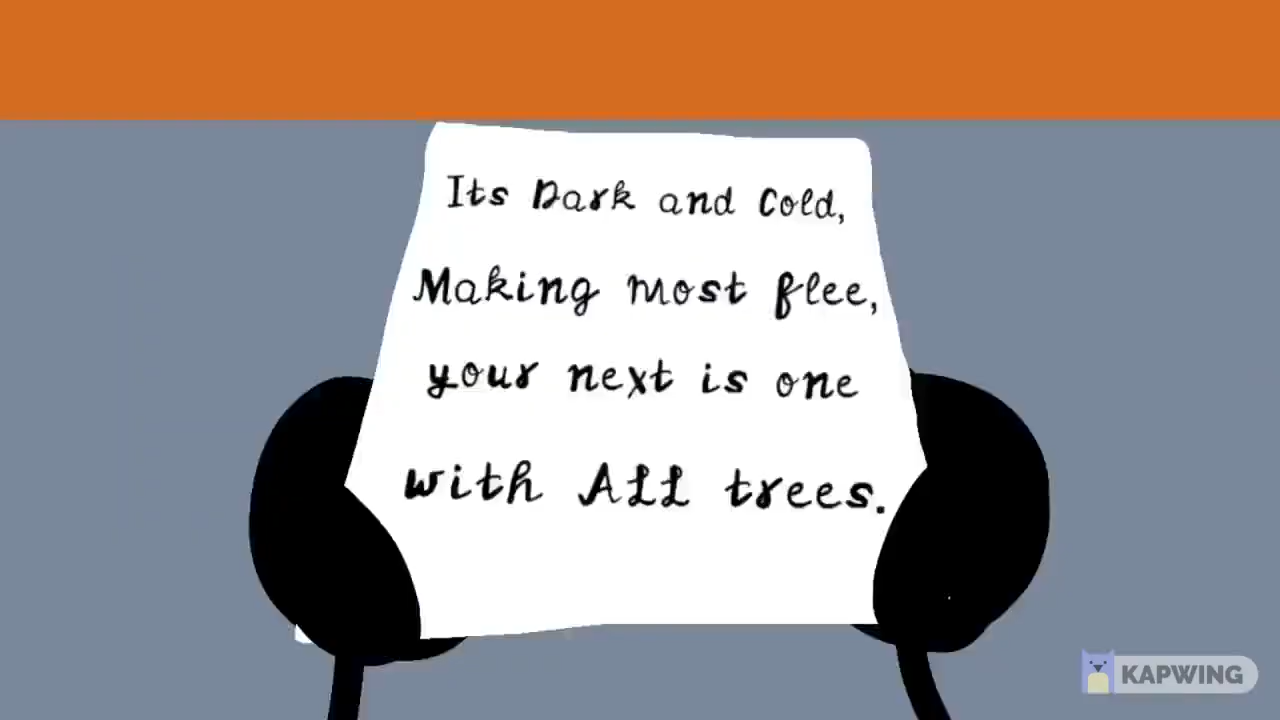 Its Dark and Cold,
Making most flee,
your next is one
with ALL trees.
KAPWING